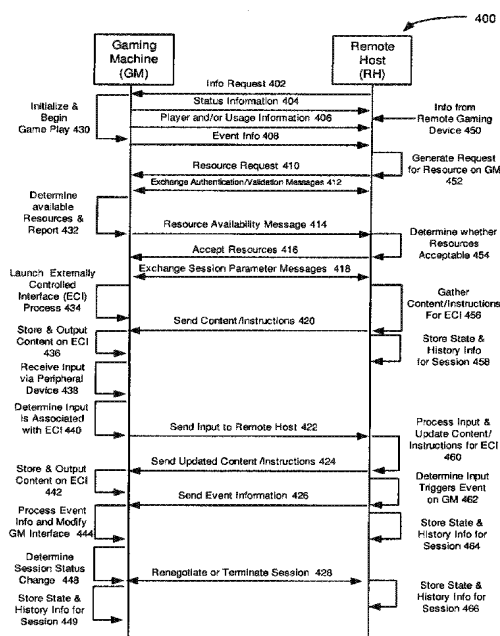 400
Gaming
Machine
(GM)
Remote
Host
(RH)
Info Request 402
Status Information 404
Player and/or Usage Information 406
Event Info 408
Initialize &
Begin
Game Play 430
Info from
Remote Gaming
Device 450
Resource Request 410
Generate Request
for Resource on GM
452
Exchange Authentication/Validation Messages 412
Determine
available
Resources &
Report 432
Resource Availability Message 414
Determine whether
Resources
Acceptable 454
Accept Resources 416
Exchange Session Parameter Messages 418
Launch Externally
Controlled
Interface (ECI)
Process 434
Gather
Content/Instructions
For ECI 456
Send Content/Instructions 420
Store & Output
Content on ECI
436
Store State &
History Info
for Session 458
Receive Input
via Peripheral
Device 438
Determine Input
is Associated
with ECI 440
Send Input to Remote Host 422
Process Input &
Update Content/
Instructions for ECI
460
Send Updated Content /Instructions 424
Store & Output
Content on ECI
442
Determine Input
Triggers Event
on GM 462
Send Event Information 426
Process Event
Info and Modify
GM Interface 444
Store State &
History Info for
Session 464
Determine
Session Status
Change 448
Renegotiate or Terminate Session 428
Store State &
History Info for
Session 466
Store State &
History Info for
Session 449